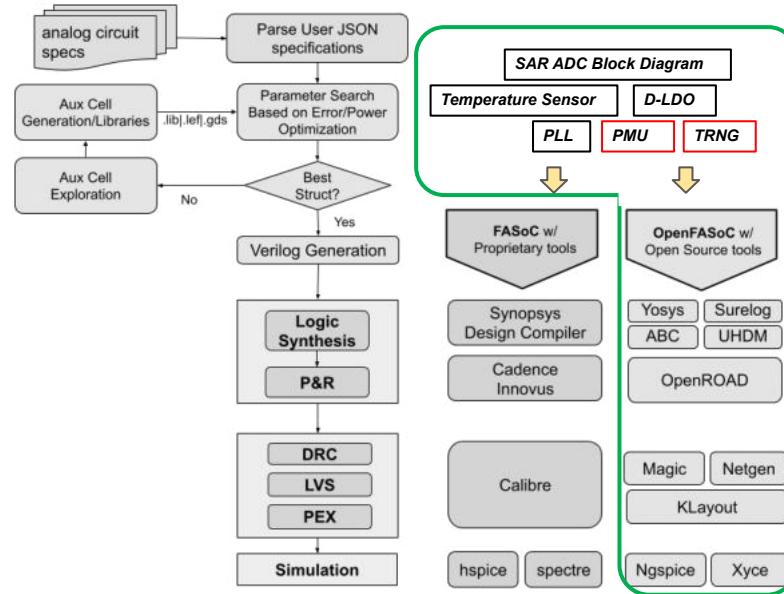 analog circuit
specs
Parse User JSON
specifications
Aux Cell
Generation/Libraries
.lib|.lef|.gds
Parameter Search
Based on Error/Power
Optimization
Aux Cell
Exploration
No
Best
Struct?
Yes
Verilog Generation
Logic
Synthesis
P&R
DRC
LVS
PEX
Simulation
SAR ADC Block Diagram
Temperature Sensor
D-LDO
PLL
PMU
TRNG
FASoC w/
Proprietary tools
OpenFASoC w/
Open Source tools
Synopsys
Design Compiler
Yosys
Surelog
ABC
UHDM
Cadence
Innovus
OpenROAD
Calibre
Magic
Netgen
KLayout
hspice
spectre
Ngspice
Xyce